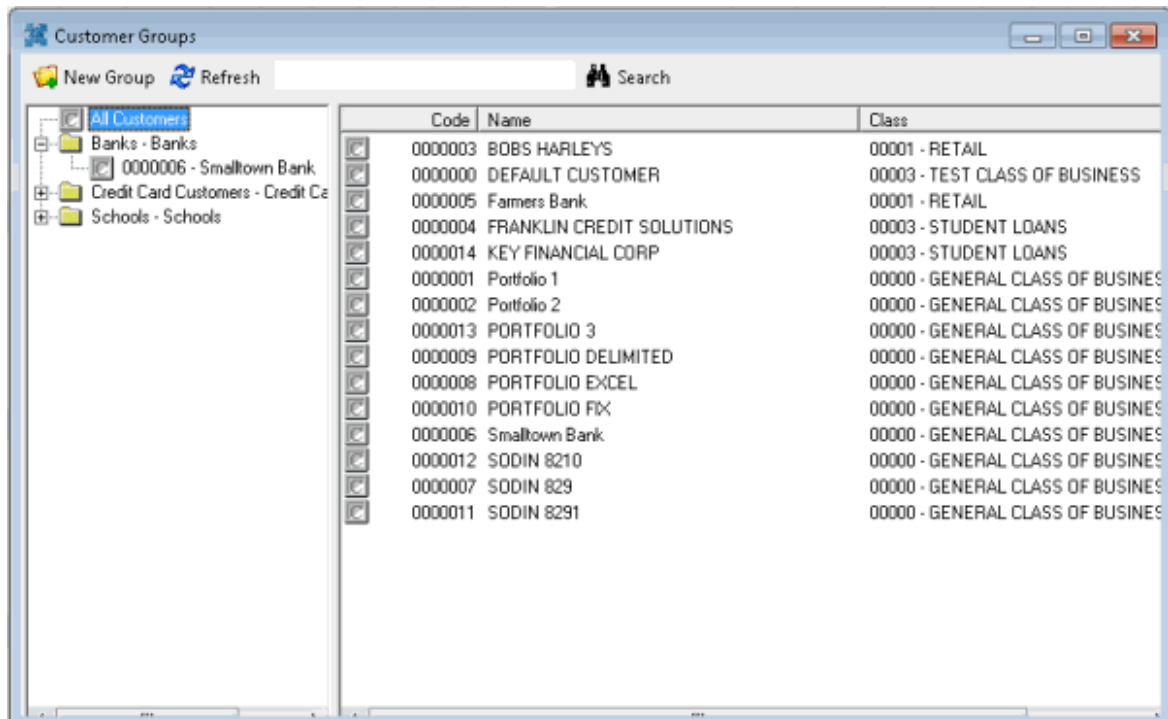 Customer Groups
New Group Refresh Search
All Customers
Banks - Banks
0000006 - Smalltown Bank
Credit Card Customers - Credit Ca
Schools - Schools
Code Name Class
0000003 BOBS HARLEYS 00001 - RETAIL
0000000 DEFAULT CUSTOMER 00003 - TEST CLASS OF BUSINESS
0000005 Farmers Bank 00001 - RETAIL
0000004 FRANKLIN CREDIT SOLUTIONS 00003 - STUDENT LOANS
0000014 KEY FINANCIAL CORP 00003 - STUDENT LOANS
0000001 Portfolio 1 00000 - GENERAL CLASS OF BUSINES
0000002 Portfolio 2 00000 - GENERAL CLASS OF BUSINES
0000013 PORTFOLIO 3 00000 - GENERAL CLASS OF BUSINES
0000009 PORTFOLIO DELIMITED 00000 - GENERAL CLASS OF BUSINES
0000008 PORTFOLIO EXCEL 00000 - GENERAL CLASS OF BUSINES
0000010 PORTFOLIO FIX 00000 - GENERAL CLASS OF BUSINES
0000006 Smalltown Bank 00000 - GENERAL CLASS OF BUSINES
0000012 SODIN 8210 00000 - GENERAL CLASS OF BUSINES
0000007 SODIN 829 00000 - GENERAL CLASS OF BUSINES
0000011 SODIN 8291 00000 - GENERAL CLASS OF BUSINES